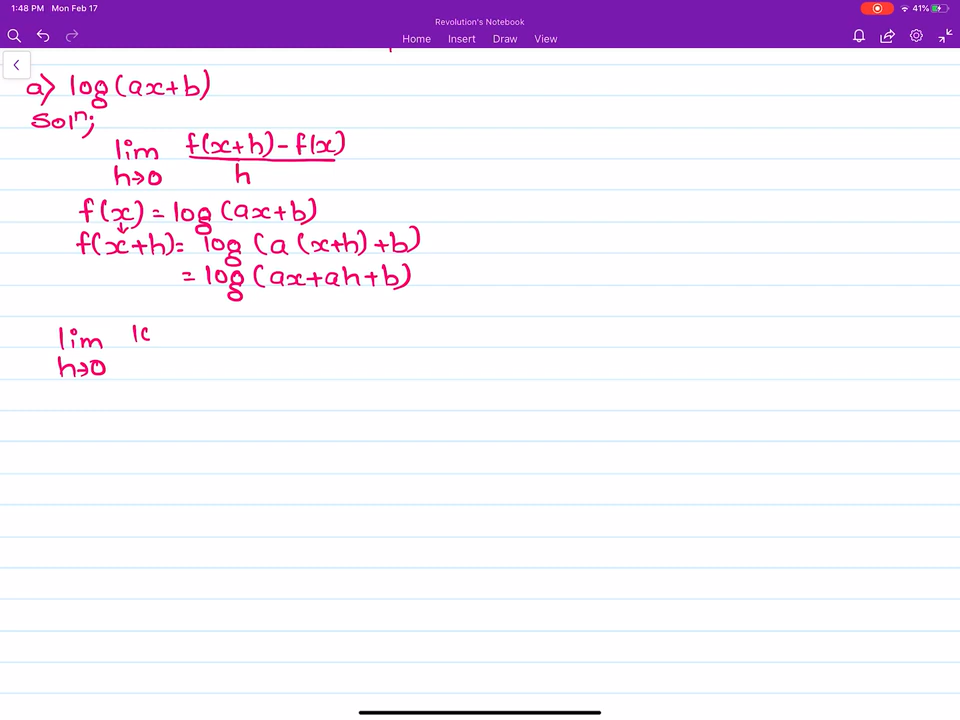 1:48 PM Mon Feb 17
41%
Revolution's Notebook
Home Insert Draw View
a) log(ax+b)
Solⁿ;
lim f(x+h)-f(x)
h→0 h
f(x) = log(ax+b)
f(x+h) = log(a(x+h)+b)
= log(ax+ah+b)
lim
h→0